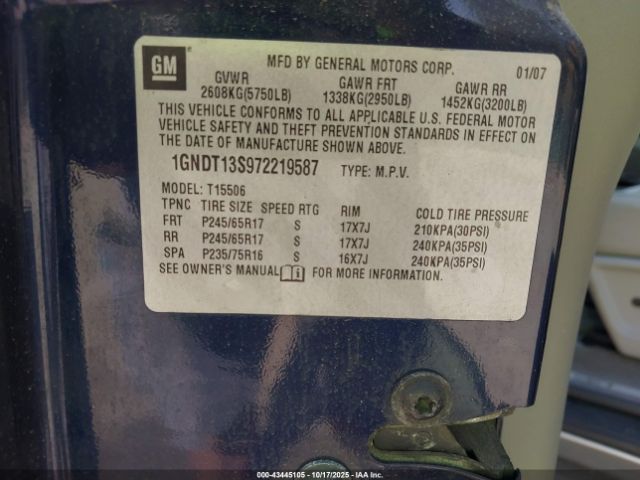 GM
MFD BY GENERAL MOTORS CORP. 01/07
GVWR GAWR FRT GAWR RR
2608KG(5750LB) 1338KG(2950LB) 1452KG(3200LB)
THIS VEHICLE CONFORMS TO ALL APPLICABLE U.S. FEDERAL MOTOR
VEHICLE SAFETY AND THEFT PREVENTION STANDARDS IN EFFECT ON
THE DATE OF MANUFACTURE SHOWN ABOVE.
1GNDT13S972219587 TYPE: M.P.V.
MODEL: T15506
TPNC TIRE SIZE SPEED RTG RIM COLD TIRE PRESSURE
FRT P245/65R17 S 17X7J 210KPA(30PSI)
RR P245/65R17 S 17X7J 240KPA(35PSI)
SPA P235/75R16 S 16X7J 240KPA(35PSI)
SEE OWNER'S MANUAL FOR MORE INFORMATION.
000-43445105 - 10/17/2025 - IAAI.COM